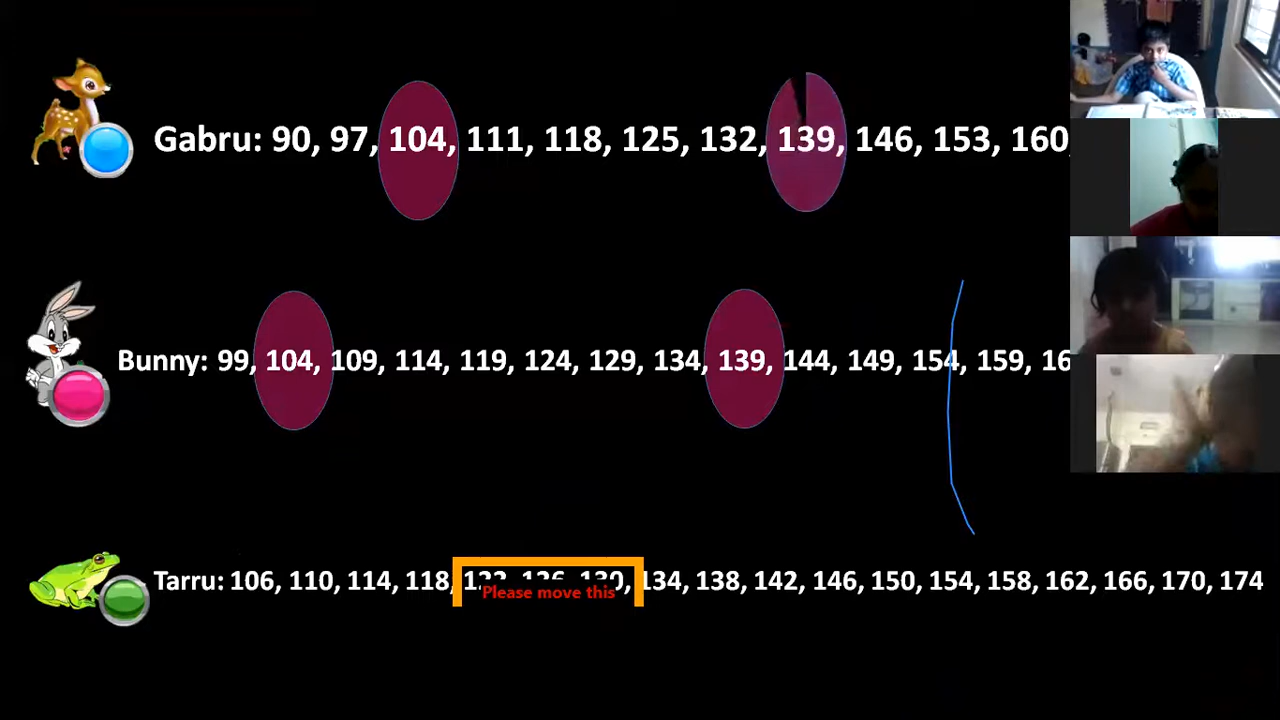 Gabru: 90, 97, 104, 111, 118, 125, 132, 139, 146, 153, 160,
Bunny: 99, 104, 109, 114, 119, 124, 129, 134, 139, 144, 149, 154, 159,
Tarru: 106, 110, 114, 118, 134, 138, 142, 146, 150, 154, 158, 162, 166, 170, 174
Please move this